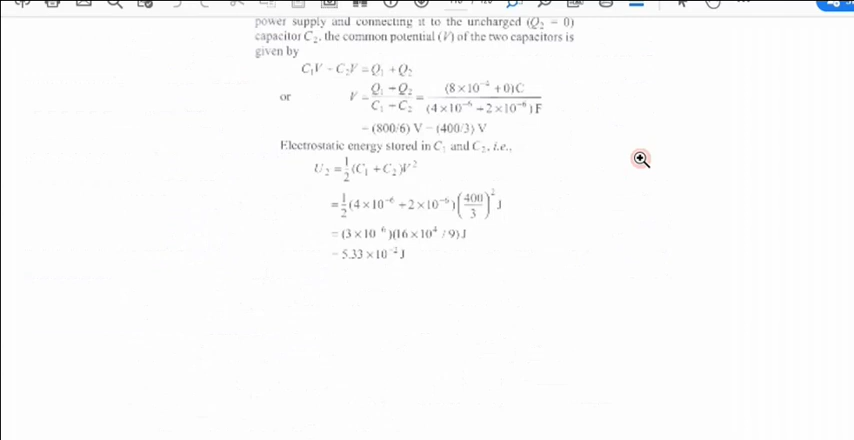 power supply and connecting it to the uncharged (Q₂ = 0)
capacitor C₂, the common potential (V) of the two capacitors is
given by
C₁V + C₂V = Q₁ + Q₂
or V = (Q₁ + Q₂)/(C₁ + C₂) = (8×10⁻⁴ + 0)C/(4×10⁻⁶ + 2×10⁻⁶)F
= (800/6) V = (400/3) V
Electrostatic energy stored in C₁ and C₂, i.e.,
U₂ = 1/2 (C₁ + C₂)V²
= 1/2 (4×10⁻⁶ + 2×10⁻⁶)(400/3)² J
= (3×10⁻⁶)(16×10⁴/9) J
= 5.33×10⁻² J